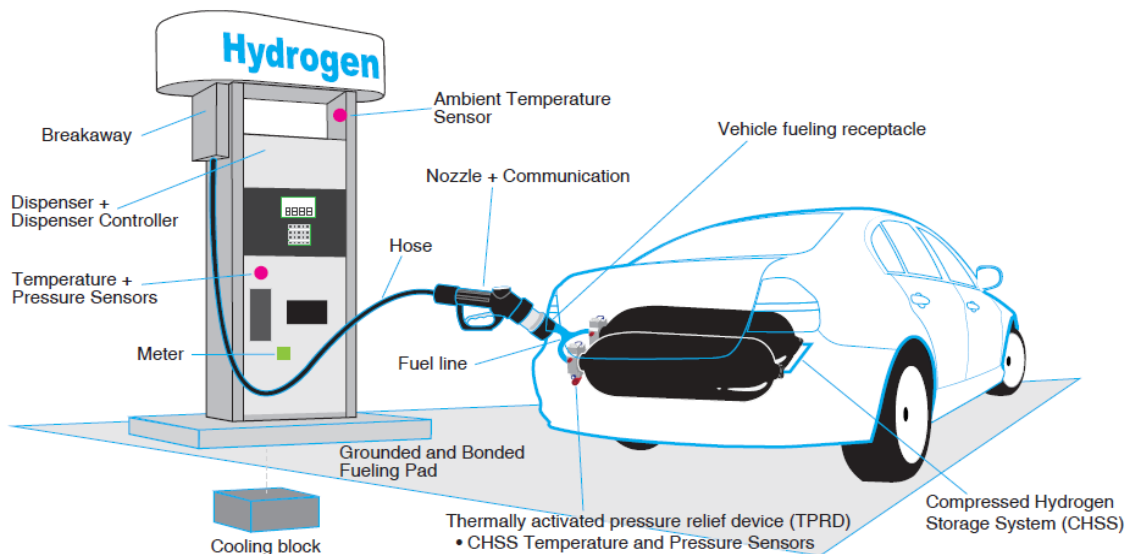 Hydrogen
Ambient Temperature
Sensor
Breakaway
Vehicle fueling receptacle
Nozzle + Communication
Dispenser +
Dispenser Controller
8888
Hose
Temperature +
Pressure Sensors
Meter
Fuel line
Grounded and Bonded
Fueling Pad
Cooling block
Thermally activated pressure relief device (TPRD)
• CHSS Temperature and Pressure Sensors
Compressed Hydrogen
Storage System (CHSS)